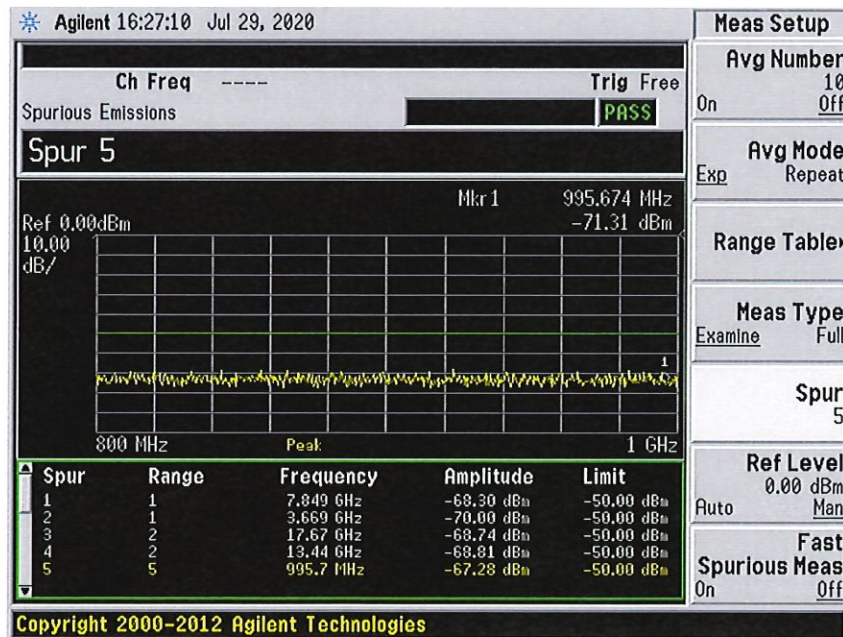 Agilent 16:27:10 Jul 29, 2020
Ch Freq ---- Trig Free
Spurious Emissions PASS
Spur 5
Mkr1 995.674 MHz
Ref 0.00dBm -71.31 dBm
10.00
dB/
1
800 MHz Peak 1 GHz
Spur Range Frequency Amplitude Limit
1 1 7.849 GHz -68.30 dBm -50.00 dBm
2 1 3.669 GHz -70.00 dBm -50.00 dBm
3 2 17.67 GHz -68.74 dBm -50.00 dBm
4 2 13.44 GHz -68.81 dBm -50.00 dBm
5 5 995.7 MHz -67.28 dBm -50.00 dBm
Copyright 2000-2012 Agilent Technologies
Meas Setup
Avg Number
10
On Off
Avg Mode
Exp Repeat
Range Table
Meas Type
Examine Full
Spur
5
Ref Level
0.00 dBm
Auto Man
Fast
Spurious Meas
On Off